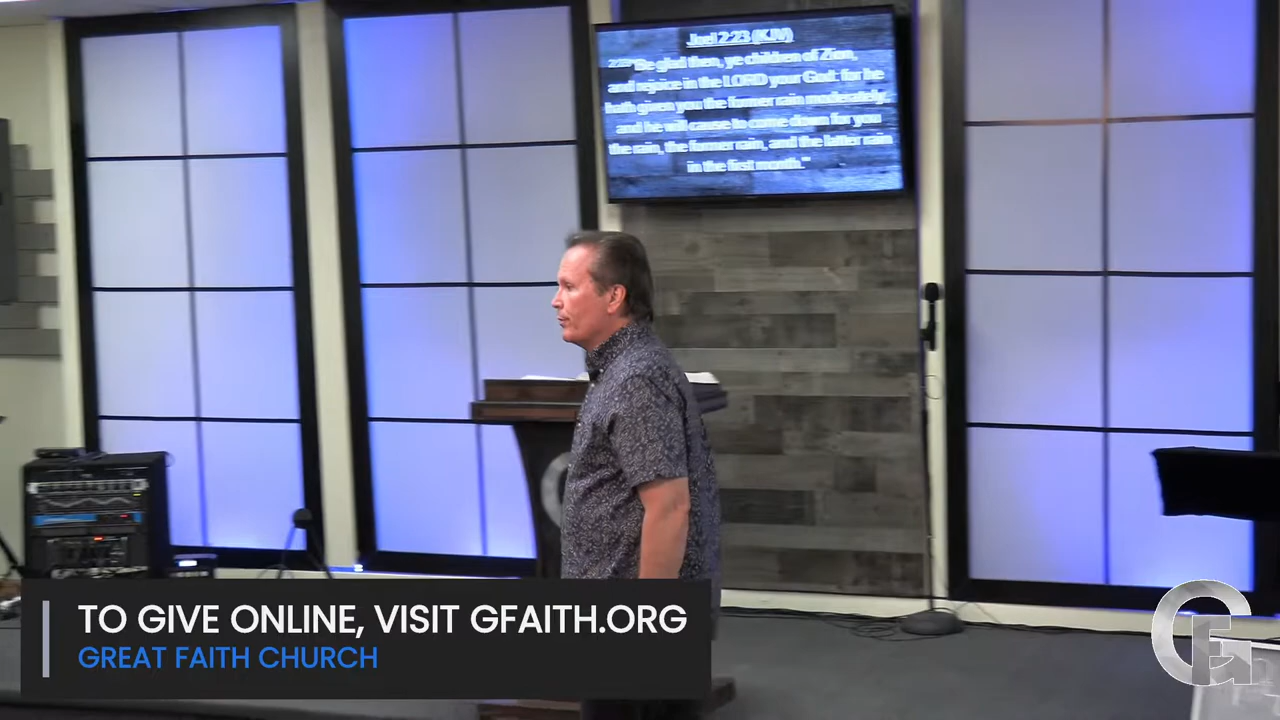 Joel 2:23 (KJV)
2:23 "Be glad then, ye children of Zion,
and rejoice in the LORD your God: for he
hath given you the former rain moderately,
and he will cause to come down for you
the rain, the former rain, and the latter rain
in the first month."
TO GIVE ONLINE, VISIT GFAITH.ORG
GREAT FAITH CHURCH
GF